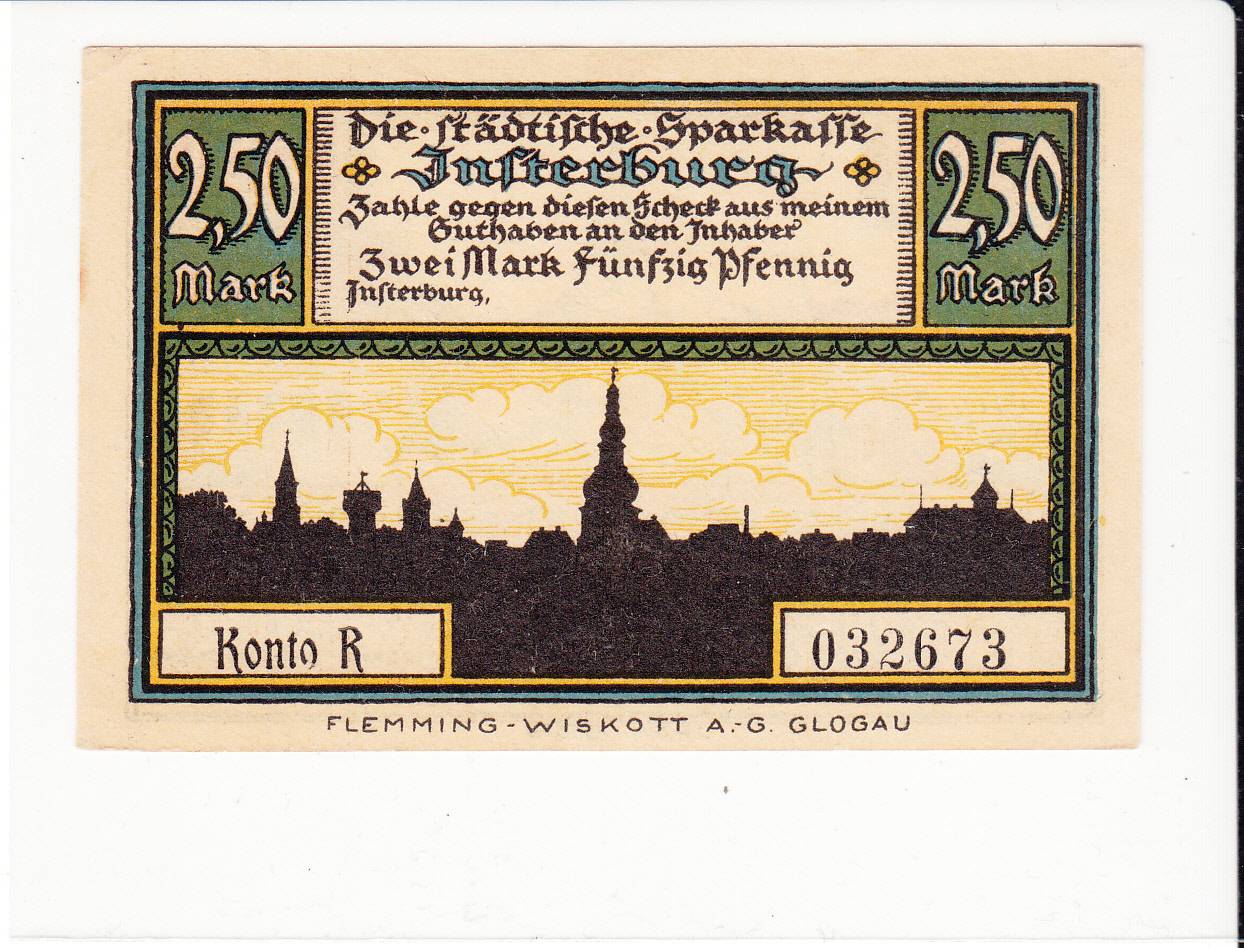 2,50
Mark
Die·städtische·Sparkasse
Insterburg
Zahle gegen diesen Scheck aus meinem
Guthaben an den Inhaber
Zwei Mark Fünfzig Pfennig
Insterburg,
2,50
Mark
Konto R
032673
FLEMMING-WISKOTT A.-G. GLOGAU